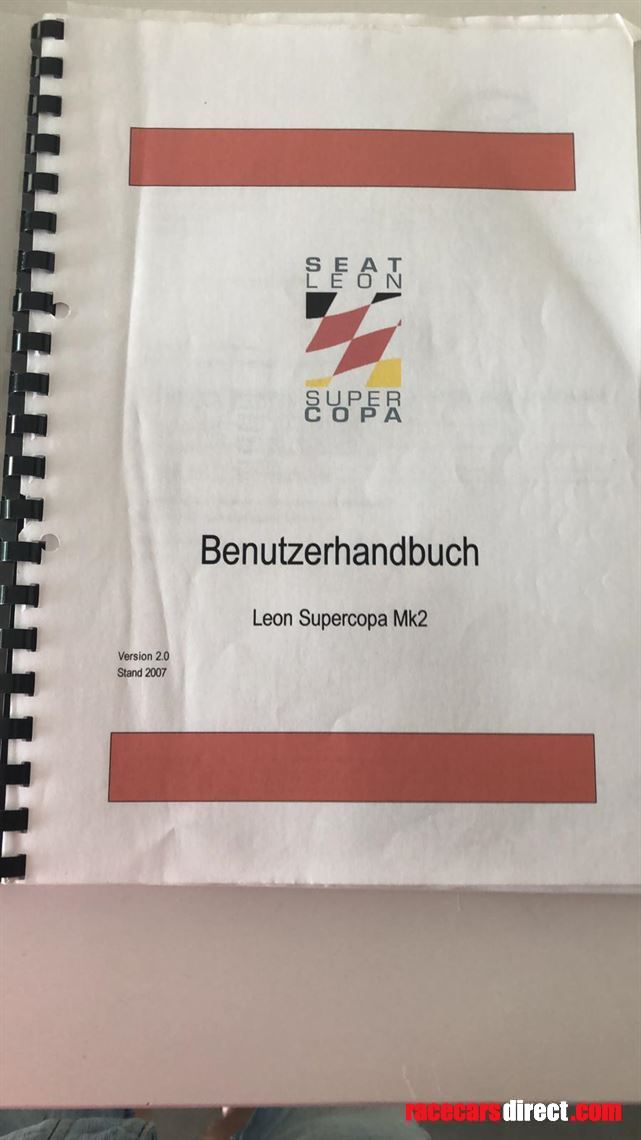 SEAT
LEON
SUPER
COPA
Benutzerhandbuch
Leon Supercopa Mk2
Version 2.0
Stand 2007
racecarsdirect.com